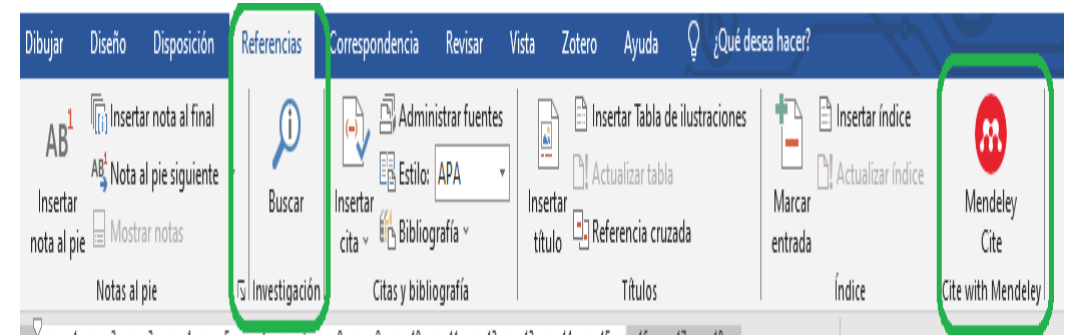 Dibujar Diseño Disposición Referencias Correspondencia Revisar Vista Zotero Ayuda ¿Qué desea hacer?
AB1
Insertar
nota al pie
Insertar nota al final
AB1 Nota al pie siguiente
Mostrar notas
Notas al pie
Buscar
Investigación
Insertar
cita
Administrar fuentes
Estilo: APA
Bibliografía
Citas y bibliografía
Insertar
título
Insertar Tabla de ilustraciones
Actualizar tabla
Referencia cruzada
Títulos
Marcar
entrada
Insertar índice
Actualizar índice
Índice
Mendeley
Cite
Cite with Mendeley